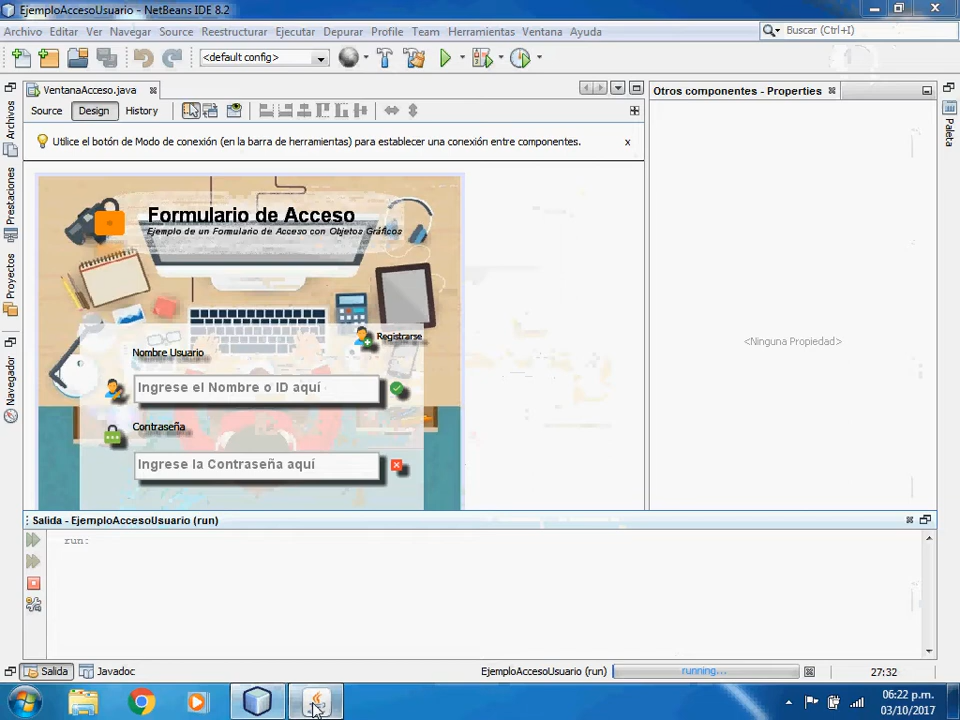 EjemploAccesoUsuario - NetBeans IDE 8.2
Archivo Editar Ver Navegar Source Reestructurar Ejecutar Depurar Profile Team Herramientas Ventana Ayuda
Buscar (Ctrl+I)
<default config>
VentanaAcceso.java
Otros componentes - Properties
Source Design History
Utilice el botón de Modo de conexión (en la barra de herramientas) para establecer una conexión entre componentes.
Archivos
Prestaciones
Proyectos
Navegador
Paleta
Formulario de Acceso
Ejemplo de un Formulario de Acceso con Objetos Gráficos
Registrarse
Nombre Usuario
Ingrese el Nombre o ID aquí
Contraseña
Ingrese la Contraseña aquí
<Ninguna Propiedad>
Salida - EjemploAccesoUsuario (run)
run:
Salida Javadoc
EjemploAccesoUsuario (run)
running...
27:32
06:22 p.m.
03/10/2017